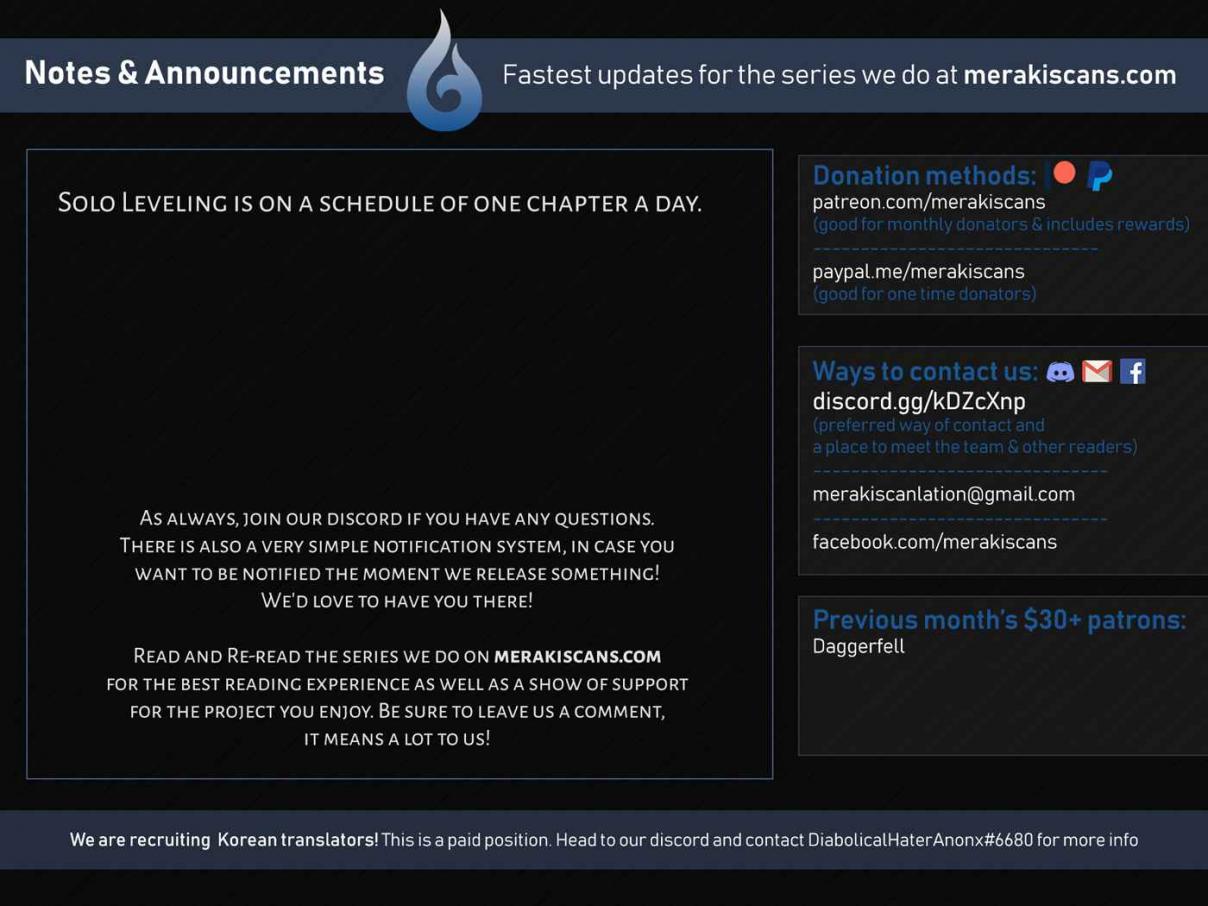 Notes & Announcements
Fastest updates for the series we do at merakiscans.com
Solo Leveling is on a schedule of one chapter a day.
As always, join our discord if you have any questions.
There is also a very simple notification system, in case you
want to be notified the moment we release something!
We'd love to have you there!
Read and Re-read the series we do on merakiscans.com
for the best reading experience as well as a show of support
for the project you enjoy. Be sure to leave us a comment,
it means a lot to us!
Donation methods:
patreon.com/merakiscans
(good for monthly donators & includes rewards)
------------------------------
paypal.me/merakiscans
(good for one time donators)
Ways to contact us:
discord.gg/kDZcXnp
(preferred way of contact and
a place to meet the team & other readers)
-------------------------------
merakiscanlation@gmail.com
-------------------------------
facebook.com/merakiscans
Previous month's $30+ patrons:
Daggerfell
We are recruiting Korean translators! This is a paid position. Head to our discord and contact DiabolicalHaterAnonx#6680 for more info